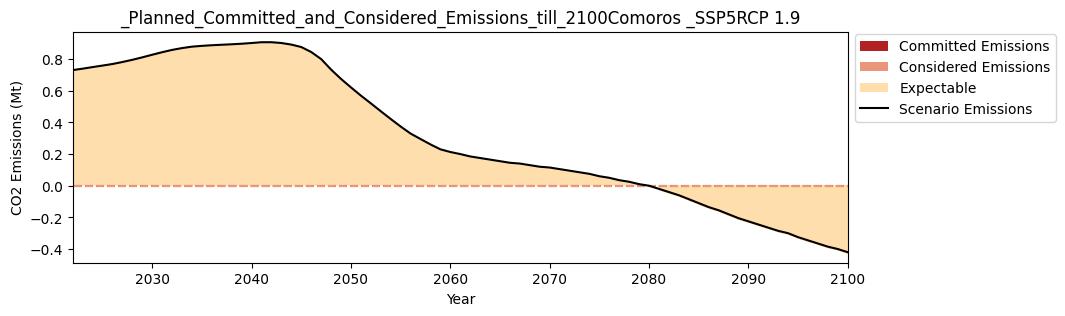 _Planned_Committed_and_Considered_Emissions_till_2100Comoros _SSP5RCP 1.9
CO2 Emissions (Mt)
0.8
0.6
0.4
0.2
0.0
−0.2
−0.4
2030 2040 2050 2060 2070 2080 2090 2100
Year
Committed Emissions
Considered Emissions
Expectable
Scenario Emissions